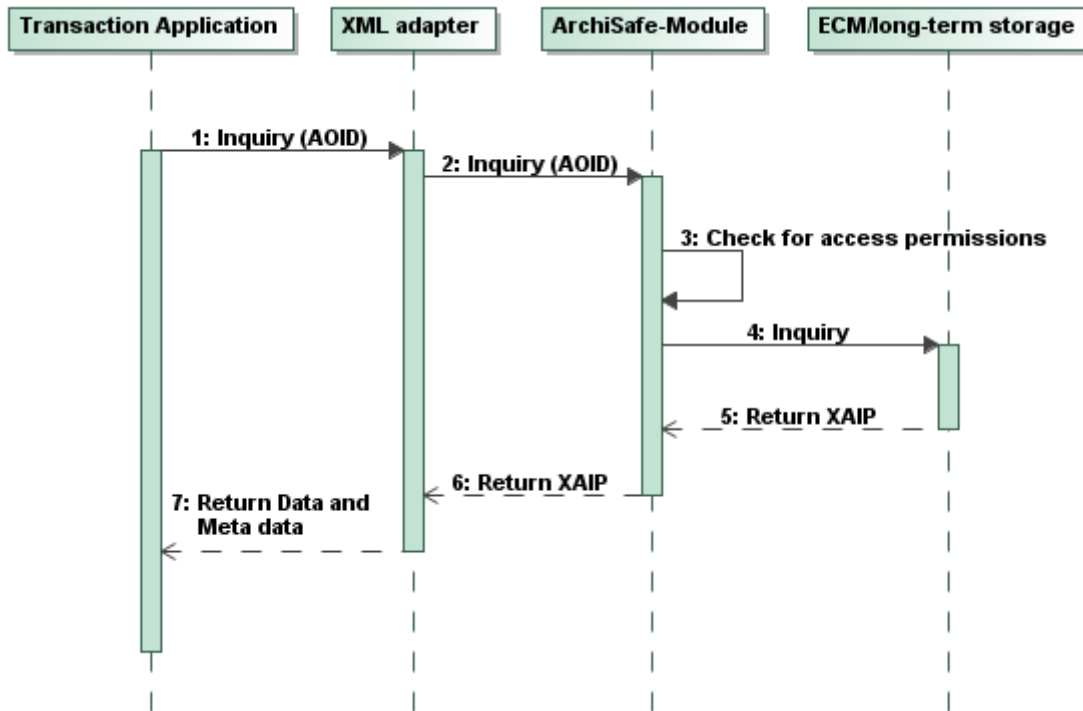 Transaction Application
XML adapter
ArchiSafe-Module
ECM/long-term storage
1: Inquiry (AOID)
2: Inquiry (AOID)
3: Check for access permissions
4: Inquiry
5: Return XAIP
6: Return XAIP
7: Return Data and
Meta data